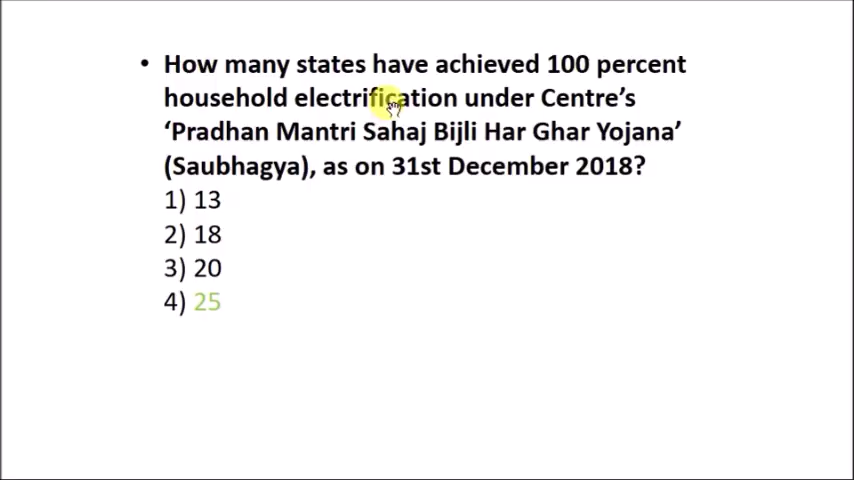 • How many states have achieved 100 percent
household electrification under Centre’s
‘Pradhan Mantri Sahaj Bijli Har Ghar Yojana’
(Saubhagya), as on 31st December 2018?
1) 13
2) 18
3) 20
4) 25